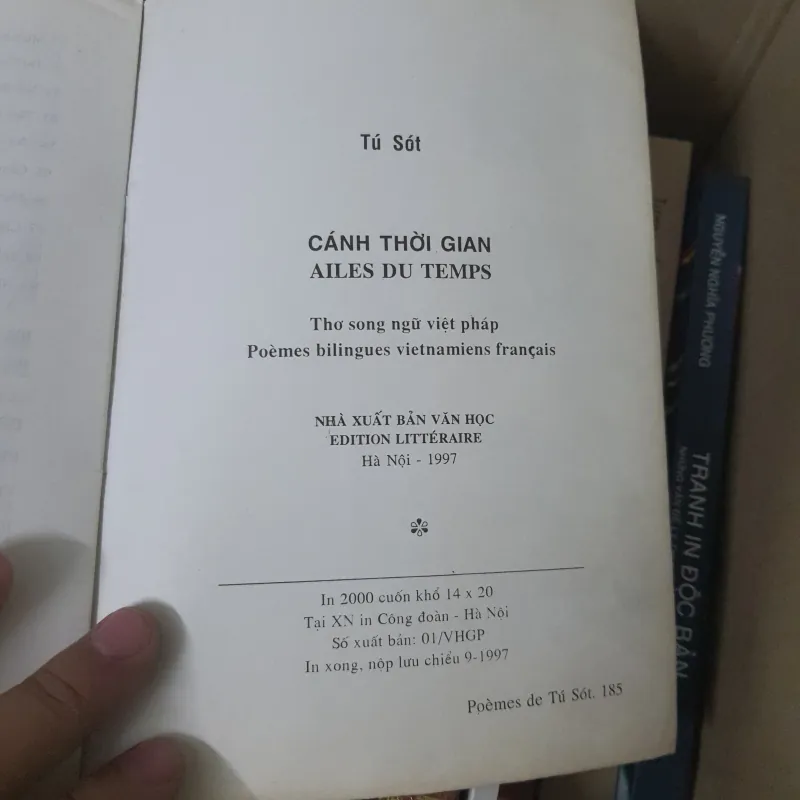 Tú Sót
CÁNH THỜI GIAN
AILES DU TEMPS
Thơ song ngữ việt pháp
Poèmes bilingues vietnamiens français
NHÀ XUẤT BẢN VĂN HỌC
EDITION LITTÉRAIRE
Hà Nội - 1997
In 2000 cuốn khổ 14 x 20
Tại XN in Công đoàn - Hà Nội
Số xuất bản: 01/VHGP
In xong, nộp lưu chiểu 9-1997
Poèmes de Tú Sót. 185
NGUYỄN NGHĨA PHƯƠNG
TRANH IN ĐỘC BẢN
NHỮNG VẤN ĐỀ